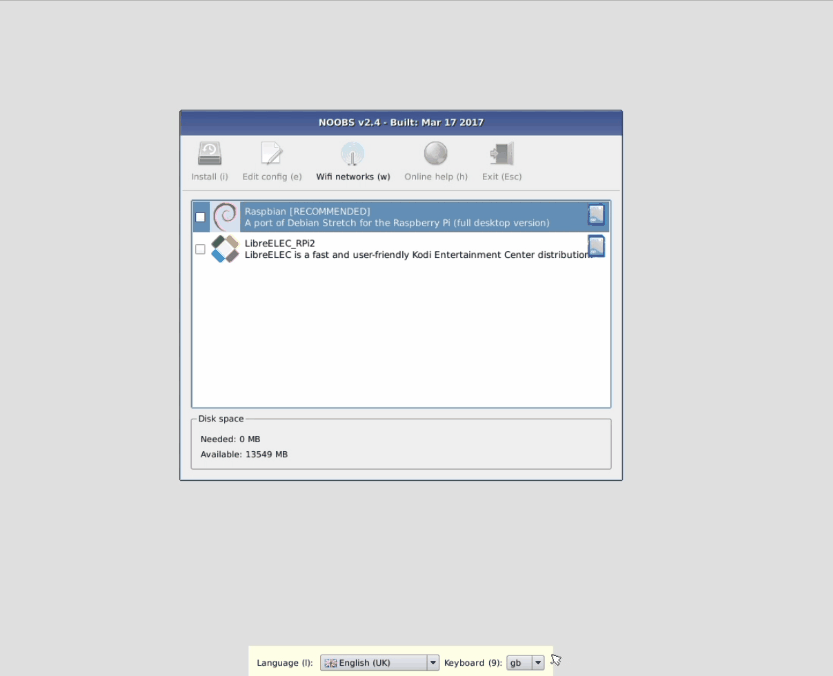 NOOBS v2.4 - Built: Mar 17 2017
Install (i) Edit config (e) Wifi networks (w) Online help (h) Exit (Esc)
Raspbian [RECOMMENDED]
A port of Debian Stretch for the Raspberry Pi (full desktop version)
LibreELEC_RPi2
LibreELEC is a fast and user-friendly Kodi Entertainment Center distribution.
Disk space
Needed: 0 MB
Available: 13549 MB
Language (l): English (UK) Keyboard (9): gb